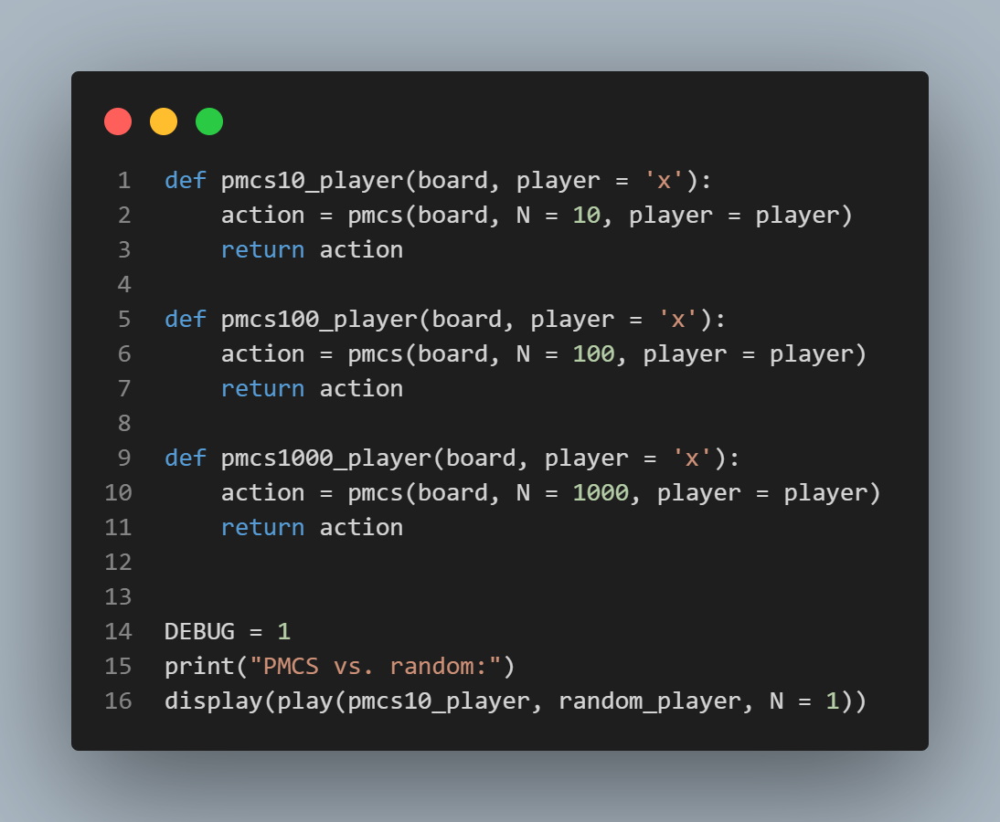 1 def pmcs10_player(board, player = 'x'):
2     action = pmcs(board, N = 10, player = player)
3     return action
4
5 def pmcs100_player(board, player = 'x'):
6     action = pmcs(board, N = 100, player = player)
7     return action
8
9 def pmcs1000_player(board, player = 'x'):
10     action = pmcs(board, N = 1000, player = player)
11     return action
12
13
14 DEBUG = 1
15 print("PMCS vs. random:")
16 display(play(pmcs10_player, random_player, N = 1))